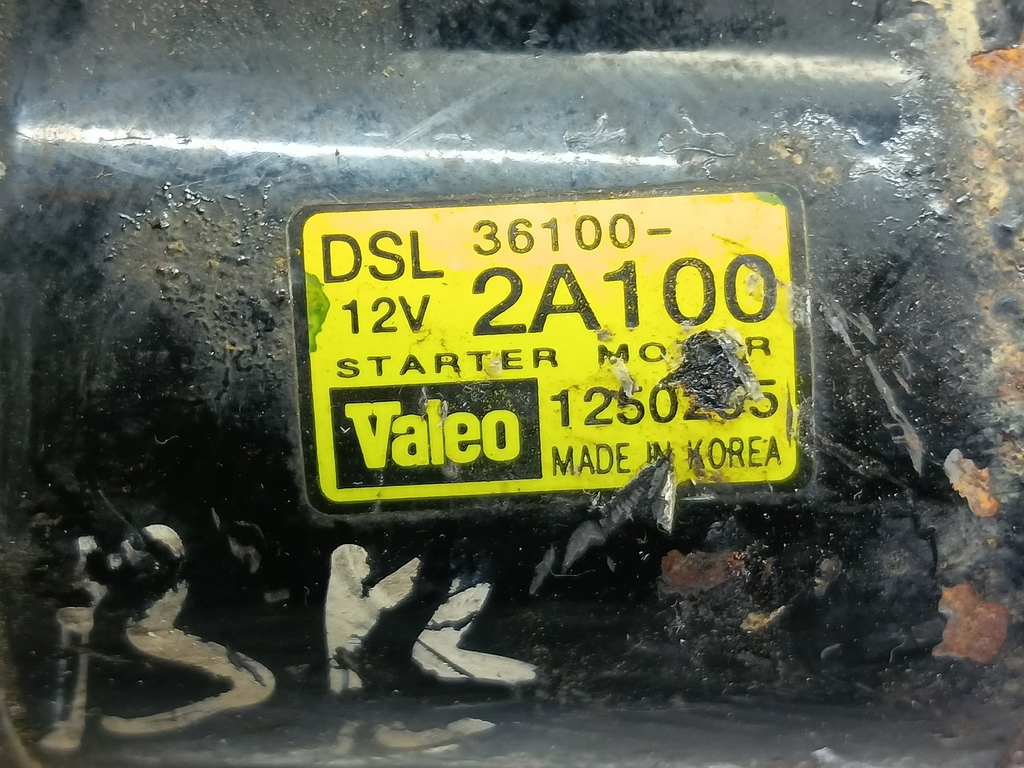 DSL 36100-
12V 2A100
STARTER
Valeo
MADE IN KOREA